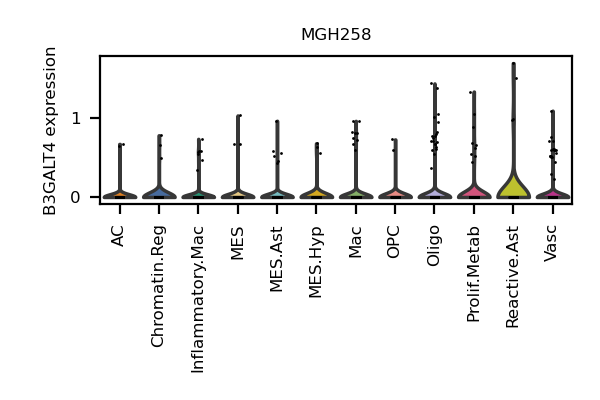 MGH258
B3GALT4 expression
1
0
AC
Chromatin.Reg
Inflammatory.Mac
MES
MES.Ast
MES.Hyp
Mac
OPC
Oligo
Prolif.Metab
Reactive.Ast
Vasc